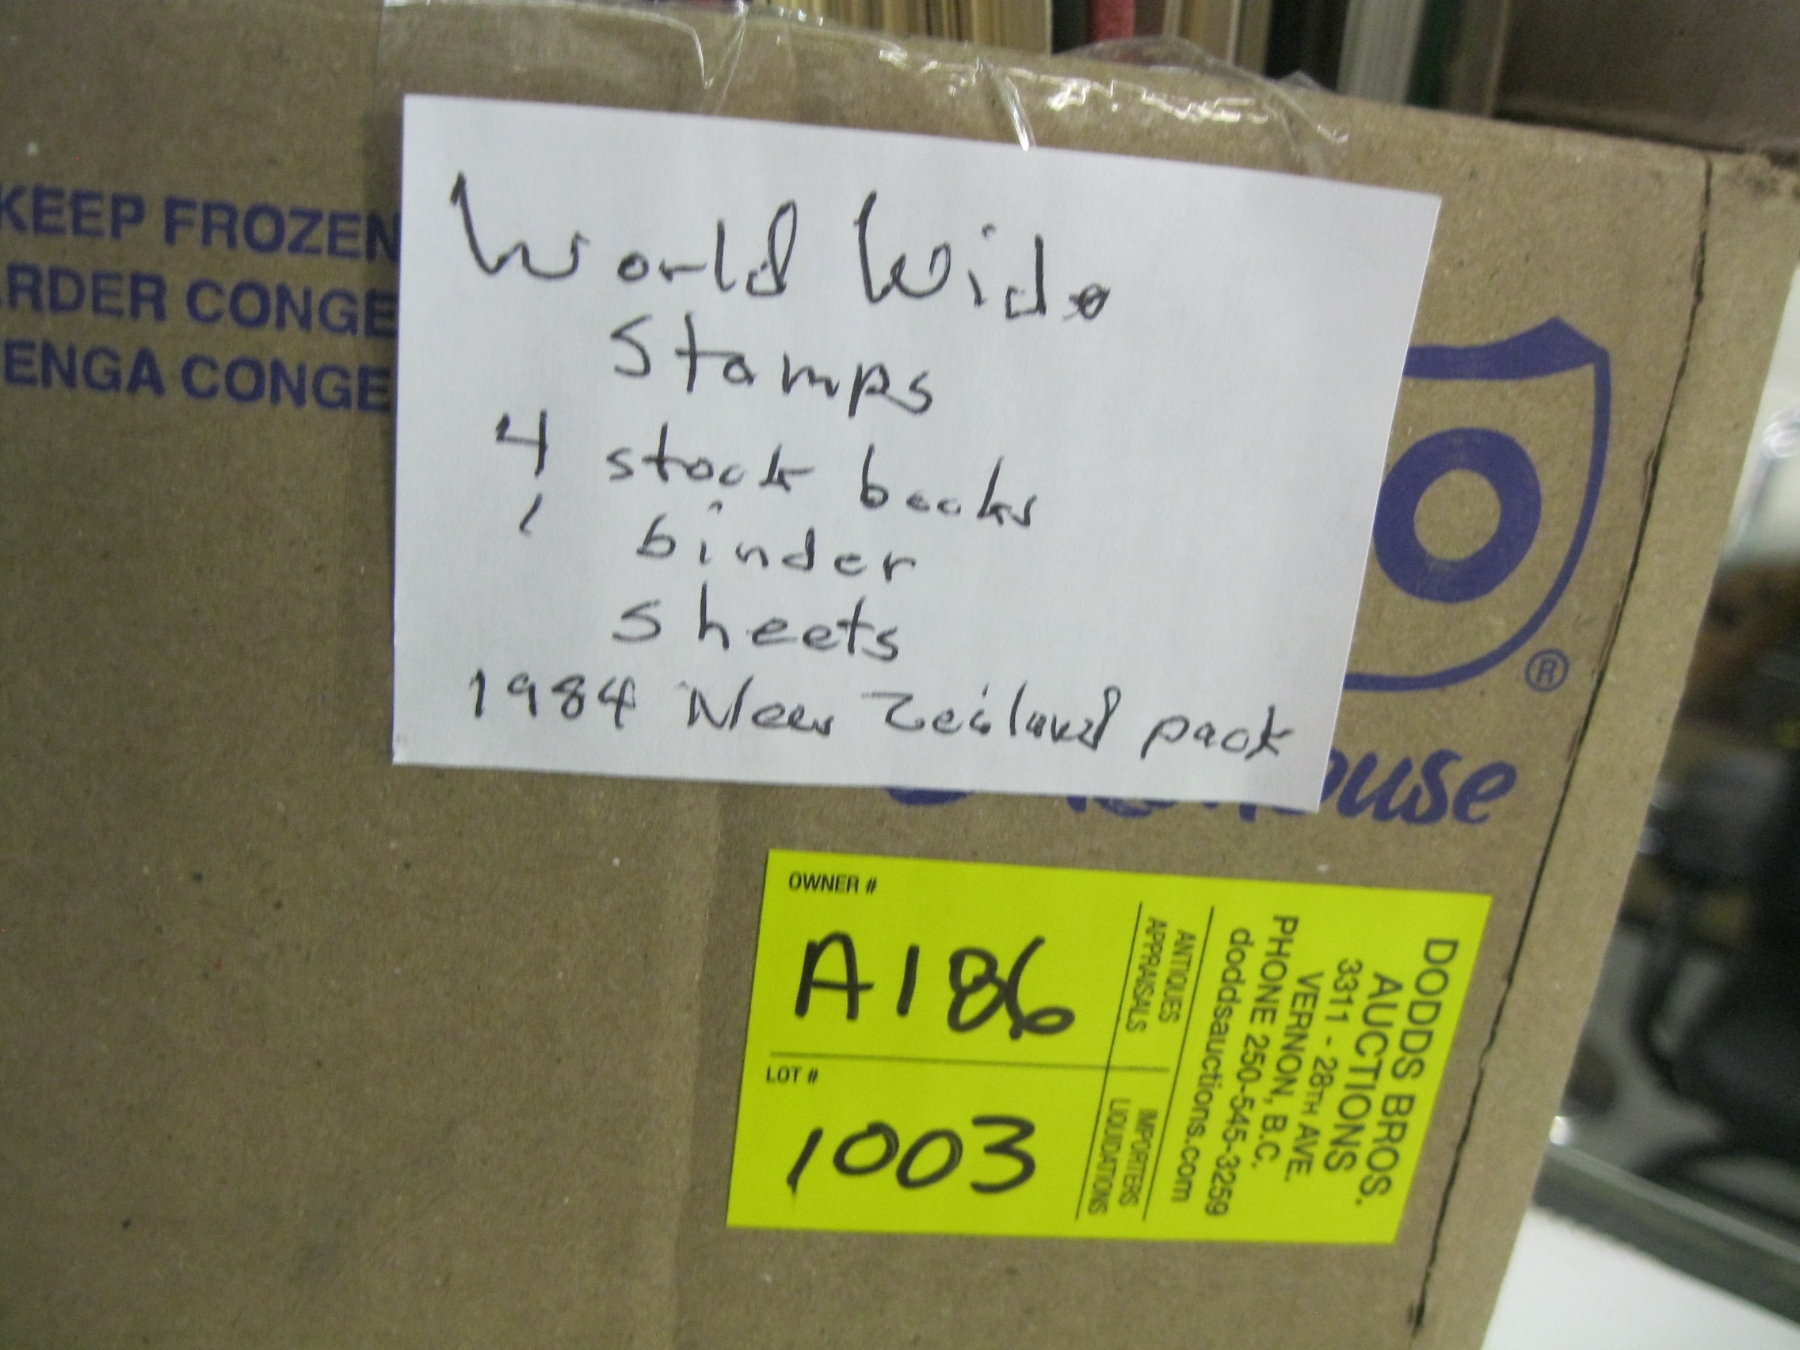 KEEP FROZEN
ARDER CONGE
ENGA CONGE
World Wide
Stamps
4 stock books
1 binder
sheets
1984 New Zeiland pack
®
ouse
OWNER #
A186
LOT #
1003
ANTIQUES
APPRAISALS
IMPORTERS
LIQUIDATIONS
DODDS BROS.
AUCTIONS
3311 - 28TH AVE.
VERNON, B.C.
PHONE 250-545-3259
doddsauctions.com